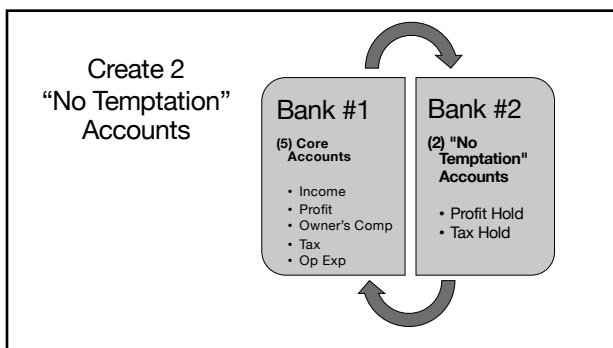 Create 2
“No Temptation”
Accounts
Bank #1
(5) Core
Accounts
• Income
• Profit
• Owner's Comp
• Tax
• Op Exp
Bank #2
(2) "No
Temptation"
Accounts
• Profit Hold
• Tax Hold